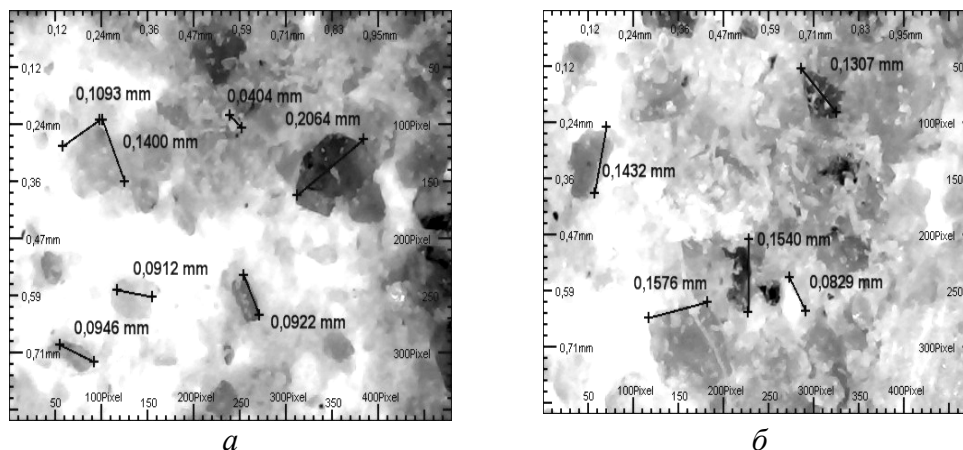 0,12 0,24mm 0,36 0,47mm 0,59 0,71mm 0,83 0,95mm
0,12 50
0,1093 mm
0,0404 mm
0,2064 mm
0,24mm 100Pixel
0,1400 mm
0,36 150
0,47mm 200Pixel
0,0912 mm
0,59 250
0,0922 mm
0,0946 mm
0,71mm 300Pixel
50 100Pixel 150 200Pixel 250 300Pixel 350 400Pixel
а
0,12 0,24mm 0,36 0,47mm 0,59 0,71mm 0,83 0,95mm
0,12 50
0,1307 mm
0,24mm 100Pixel
0,1432 mm
0,36 150
0,47mm 200Pixel
0,1540 mm
0,1576 mm
0,0829 mm
0,59 250
0,71mm 300Pixel
50 100Pixel 150 200Pixel 250 300Pixel 350 400Pixel
б